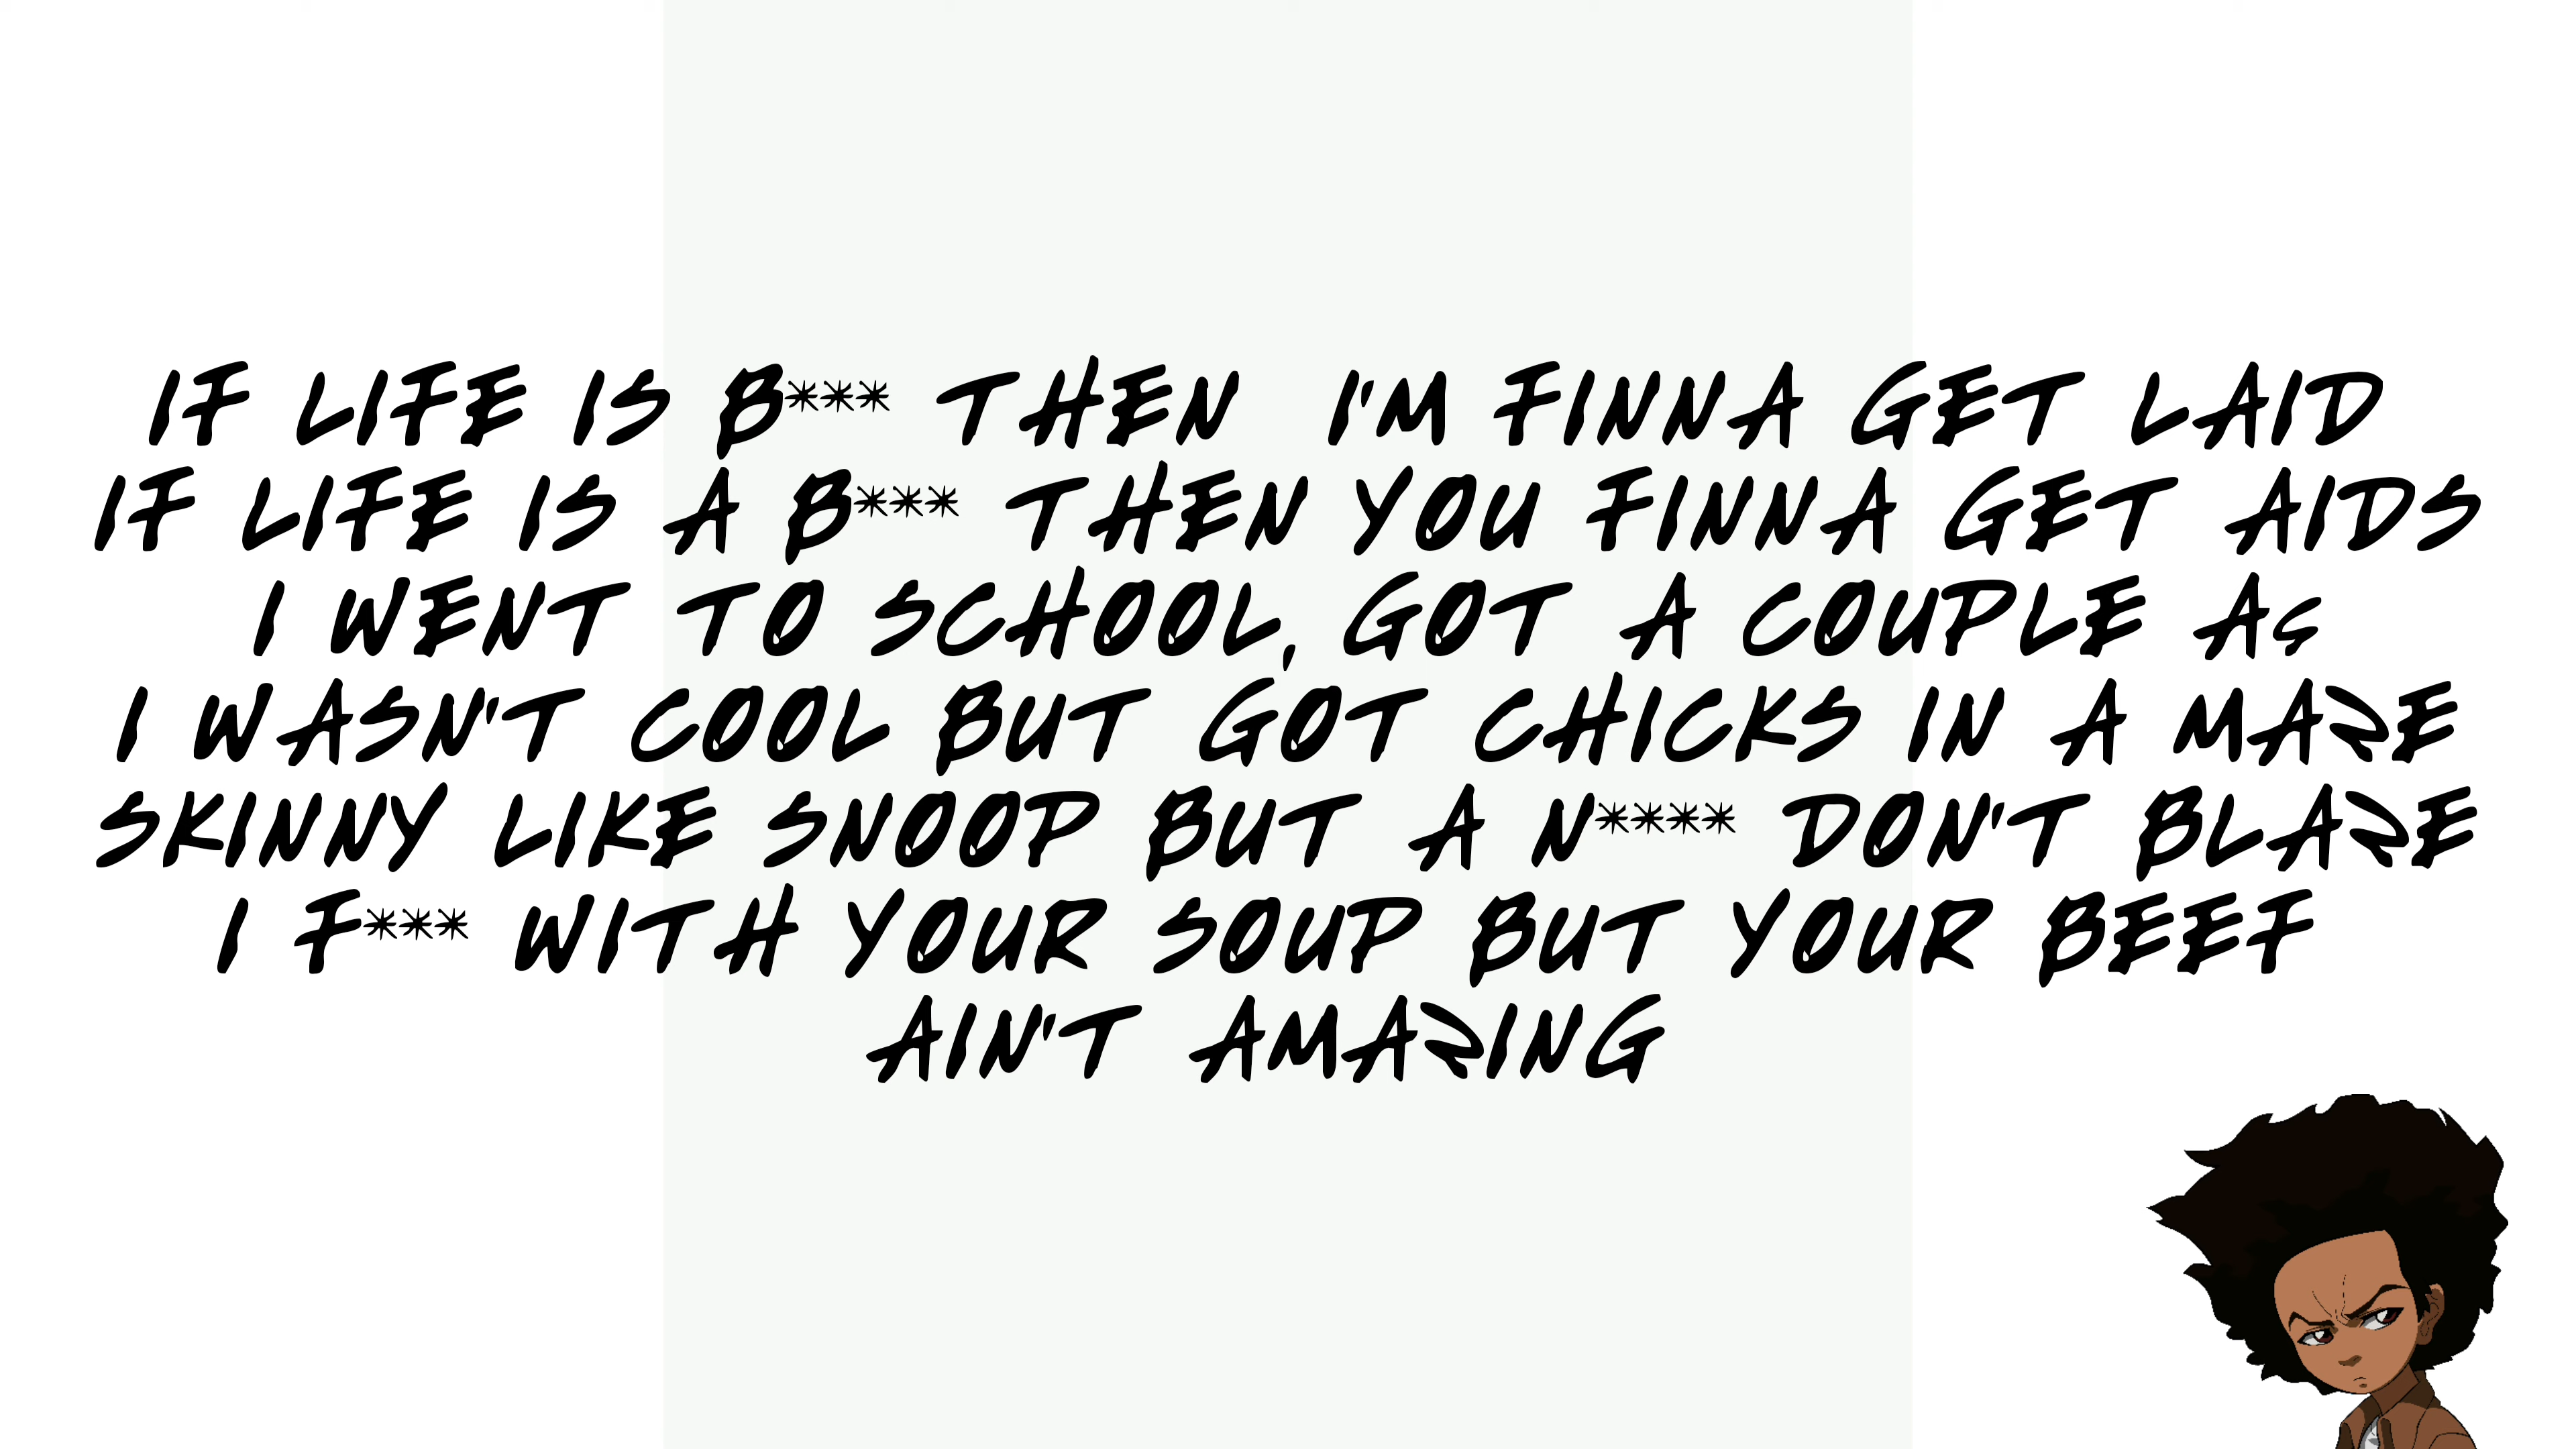 IF LIFE IS B*** THEN I'M FINNA GET LAID
IF LIFE IS A B*** THEN YOU FINNA GET AIDS
I WENT TO SCHOOL, GOT A COUPLE As
I WASN'T COOL BUT GOT CHICKS IN A MAZE
SKINNY LIKE SNOOP BUT A N**** DON'T BLAZE
I F*** WITH YOUR SOUP BUT YOUR BEEF
AIN'T AMAZING